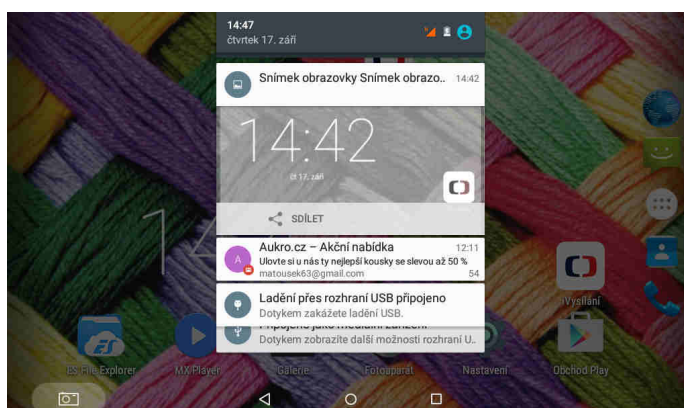 14:47
čtvrtek 17. září
Snímek obrazovky Snímek obrazo.. 14:42
14:42
čt 17. září
SDÍLET
A Aukro.cz – Akční nabídka 12:11
Ulovte si u nás ty nejlepší kousky se slevou až 50 %
matousek63@gmail.com 54
Ladění přes rozhraní USB připojeno
Dotykem zakážete ladění USB.
Připojeno jako mediální zařízení
Dotykem zobrazíte další možnosti rozhraní U..
iVysílání
ES File Explorer MX Player Galerie Fotoaparát Nastavení Obchod Play